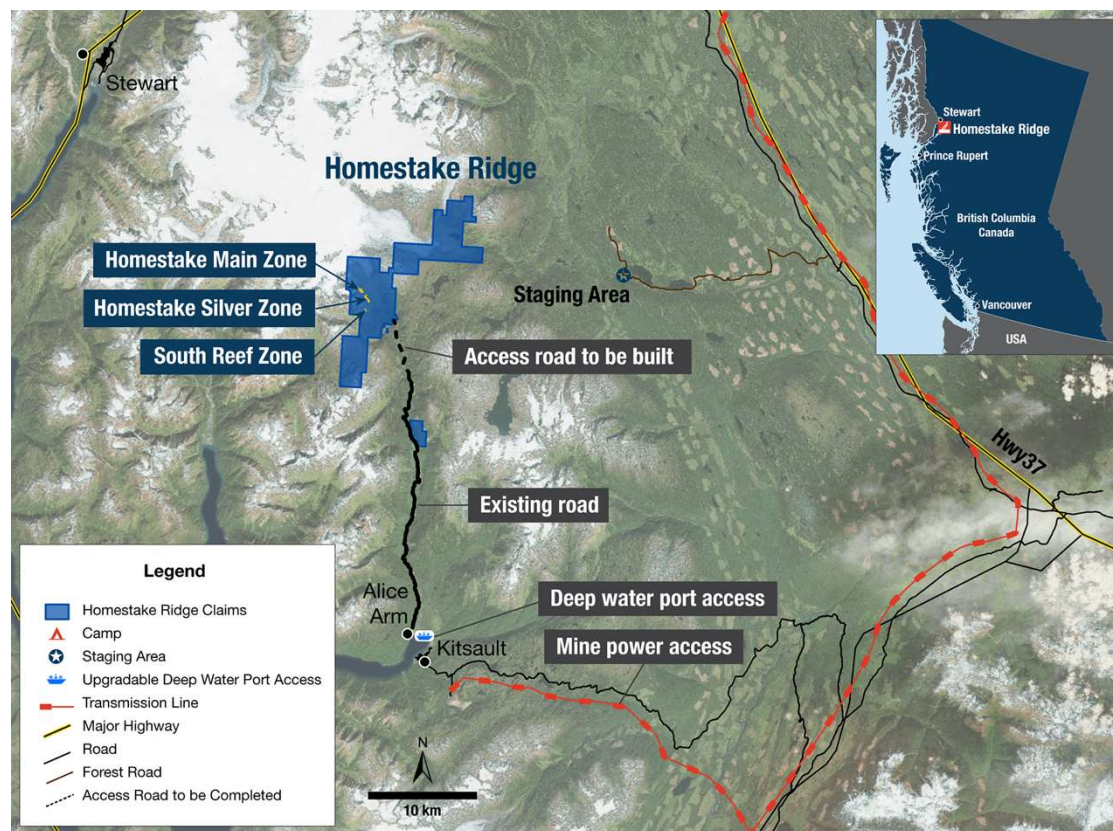 Stewart
Homestake Ridge
Homestake Main Zone
Homestake Silver Zone
South Reef Zone
Staging Area
Access road to be built
Hwy37
Existing road
Alice
Arm
Deep water port access
Kitsault
Mine power access
N
10 km
Legend
Homestake Ridge Claims
Camp
Staging Area
Upgradable Deep Water Port Access
Transmission Line
Major Highway
Road
Forest Road
Access Road to be Completed
Stewart
Homestake Ridge
Prince Rupert
British Columbia
Canada
Vancouver
USA